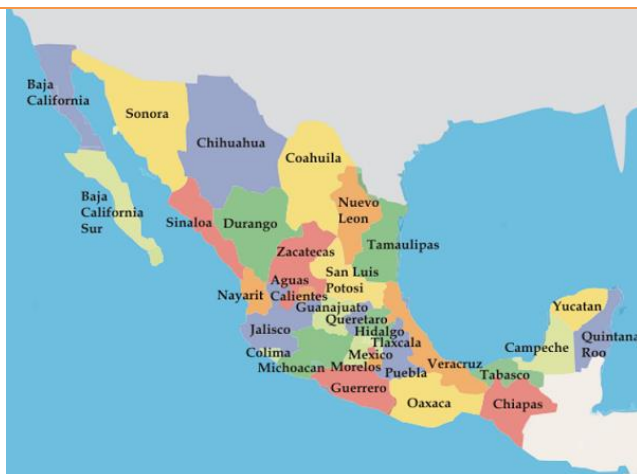 Baja
California
Sonora
Chihuahua
Coahuila
Baja
California
Sur
Sinaloa
Durango
Nuevo
Leon
Tamaulipas
Zacatecas
San Luis
Potosi
Aguas
Calientes
Nayarit
Guanajuato
Queretaro
Hidalgo
Tlaxcala
Jalisco
Colima
Michoacan
Mexico
Morelos
Puebla
Veracruz
Guerrero
Oaxaca
Tabasco
Chiapas
Campeche
Yucatan
Quintana
Roo